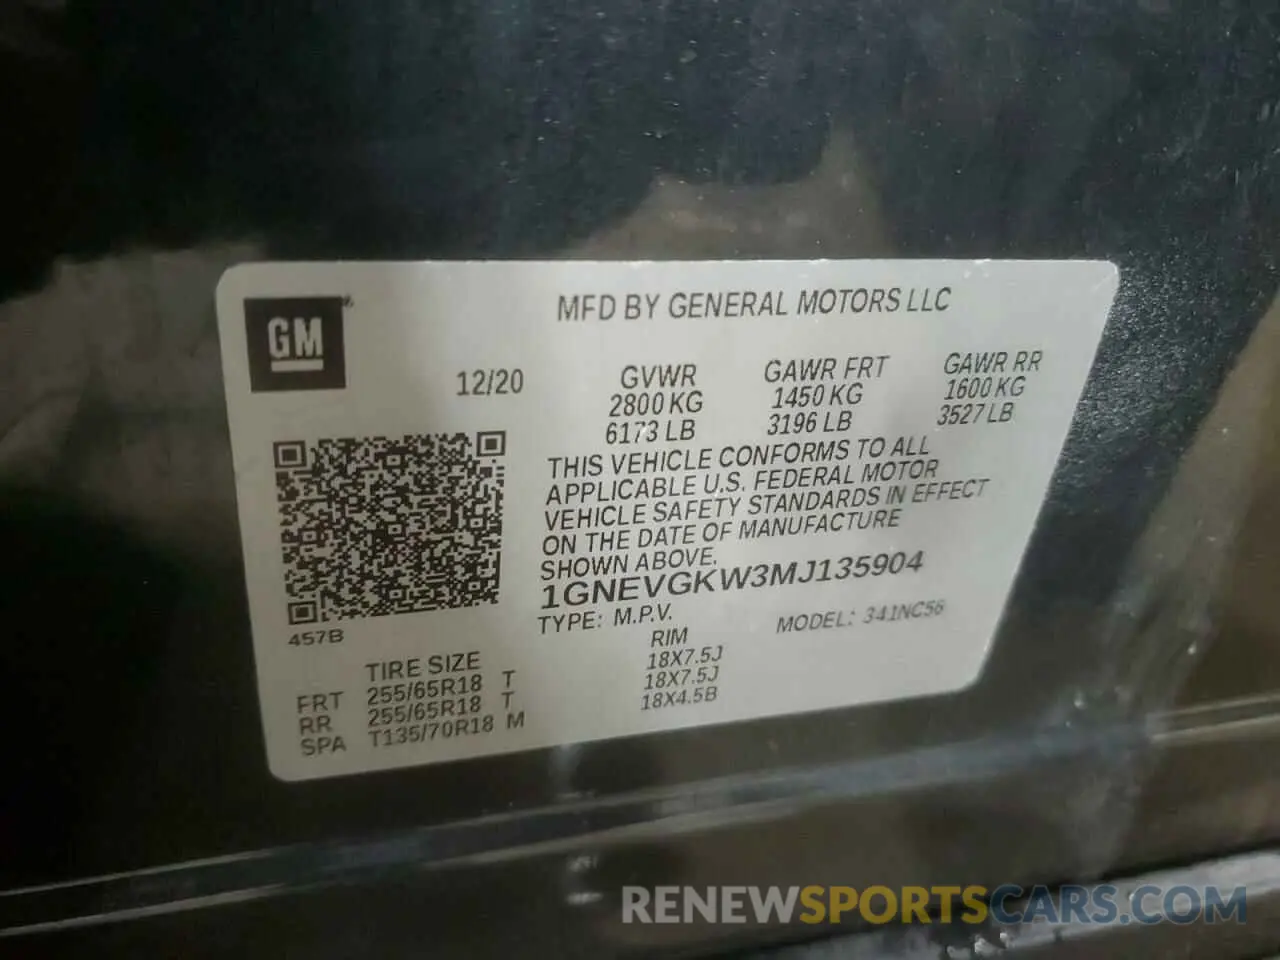 GM
MFD BY GENERAL MOTORS LLC
12/20
GVWR GAWR FRT GAWR RR
2800 KG 1450 KG 1600 KG
6173 LB 3196 LB 3527 LB
THIS VEHICLE CONFORMS TO ALL
APPLICABLE U.S. FEDERAL MOTOR
VEHICLE SAFETY STANDARDS IN EFFECT
ON THE DATE OF MANUFACTURE
SHOWN ABOVE.
1GNEVGKW3MJ135904
TYPE: M.P.V. MODEL: 341NC56
457B
TIRE SIZE RIM
FRT 255/65R18 T 18X7.5J
RR 255/65R18 T 18X7.5J
SPA T135/70R18 M 18X4.5B
RENEWSPORTSCARS.COM